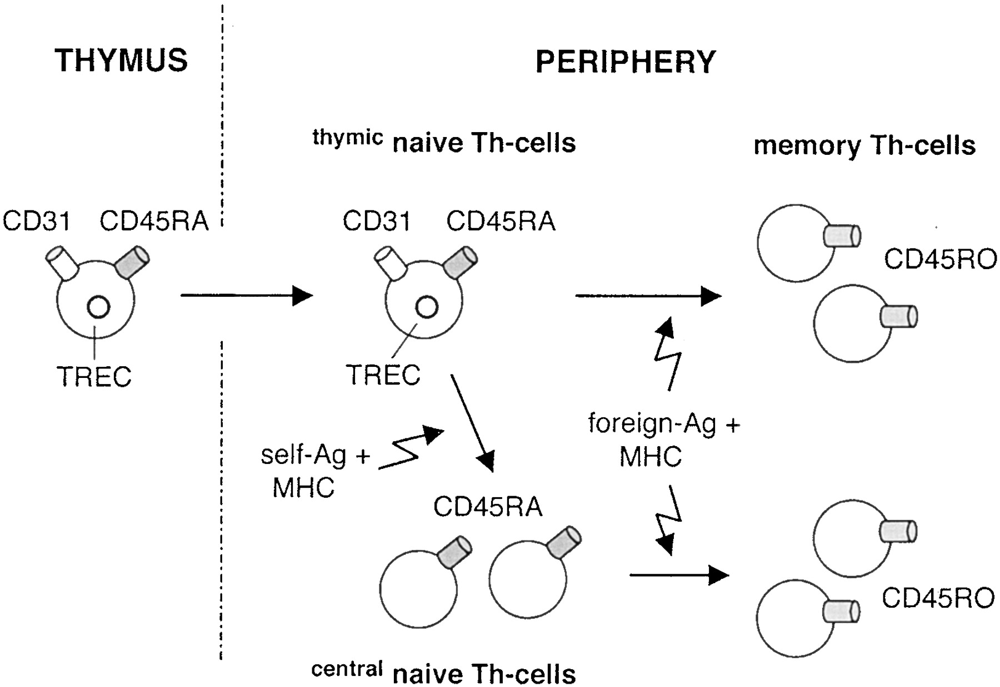 THYMUS
PERIPHERY
thymic naive Th-cells
memory Th-cells
CD31 CD45RA
CD31 CD45RA
CD45RO
TREC
TREC
foreign-Ag +
MHC
self-Ag +
MHC
CD45RA
CD45RO
central naive Th-cells